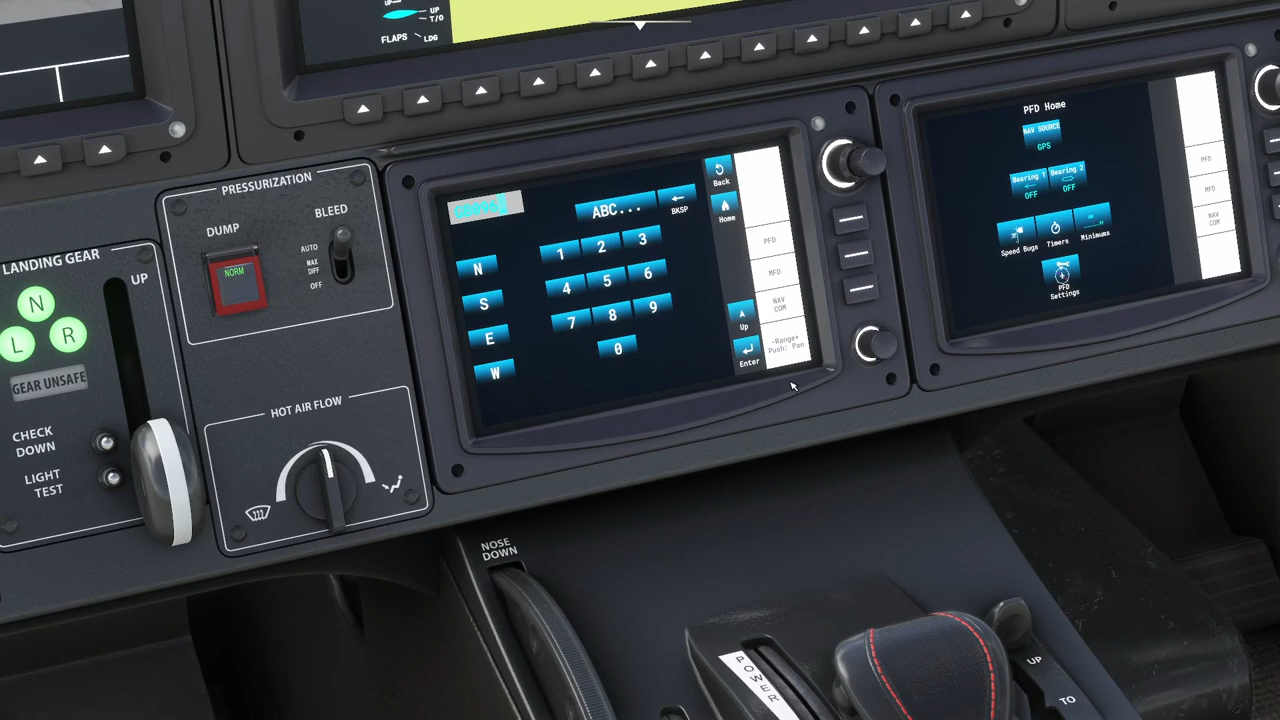 UP
UP
T/O
FLAPS
LDG
PRESSURIZATION
DUMP
NORM
BLEED
AUTO
MAX
DIFF
OFF
LANDING GEAR
UP
N
L
R
GEAR UNSAFE
CHECK
DOWN
LIGHT
TEST
HOT AIR FLOW
ABC...
BKSP
N
S
E
W
1 2 3
4 5 6
7 8 9
0
Back
Home
Up
Enter
PFD
MFD
NAV
COM
-Range+
Push: Pan
PFD Home
NAV SOURCE
GPS
Bearing 1
OFF
Bearing 2
OFF
Speed Bugs
Timers
Minimums
PFD
Settings
PFD
MFD
NAV
COM
NOSE
DOWN
POWER
UP
TO